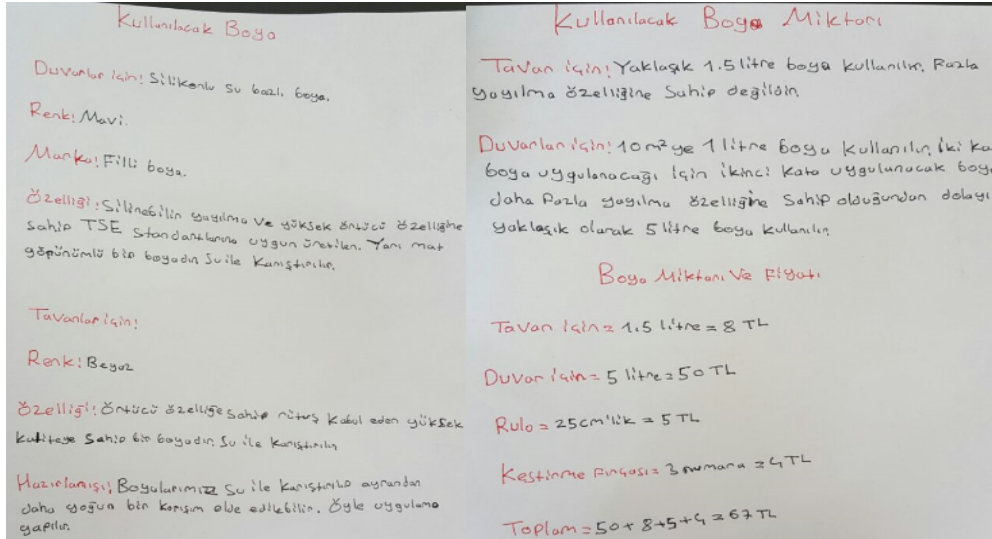 Kullanılacak Boya
Duvarlar için: Silikonlu su bazlı boya.
Renk: Mavi.
Marka: Filli boya.
Özelliği: Silinebilir yayılma ve yüksek örtücü özelliğine
sahip TSE standartlarına uygun üretilen. Yarı mat
görünümlü bir boyadır. Su ile karıştırılır.
Tavanlar için:
Renk: Beyaz
Özelliği: Örtücü özelliğe sahip rütuş kabul eden yüksek
kaliteye sahip bir boyadır. Su ile karıştırılır
Hazırlanışı: Boyalarımız su ile karıştırılıp ayrandan
daha yoğun bir karışım elde edilebilir. Öyle uygulama
yapılır.
Kullanılacak Boya Miktarı
Tavan için: Yaklaşık 1.5 litre boya kullanılır. Fazla
yayılma özelliğine sahip değildir.
Duvarlar için: 10 m² ye 1 litre boya kullanılır. İki ka
boya uygulanacağı için ikinci kata uygulanacak boya
daha fazla yayılma özelliğine sahip olduğundan dolayı
yaklaşık olarak 5 litre boya kullanılır.
Boya Miktarı Ve Fiyatı
Tavan için = 1.5 litre = 8 TL
Duvar için = 5 litre = 50 TL
Rulo = 25cm'lik = 5 TL
Kestirme Fırçası = 3 numara = 4 TL
Toplam = 50 + 8 + 5 + 4 = 67 TL